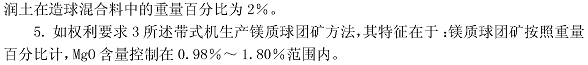 润土在造球混合料中的重量百分比为2%。
5. 如权利要求3所述带式机生产镁质球团矿方法,其特征在于:镁质球团矿按照重量
百分比计,MgO含量控制在0.98%～1.80%范围内。